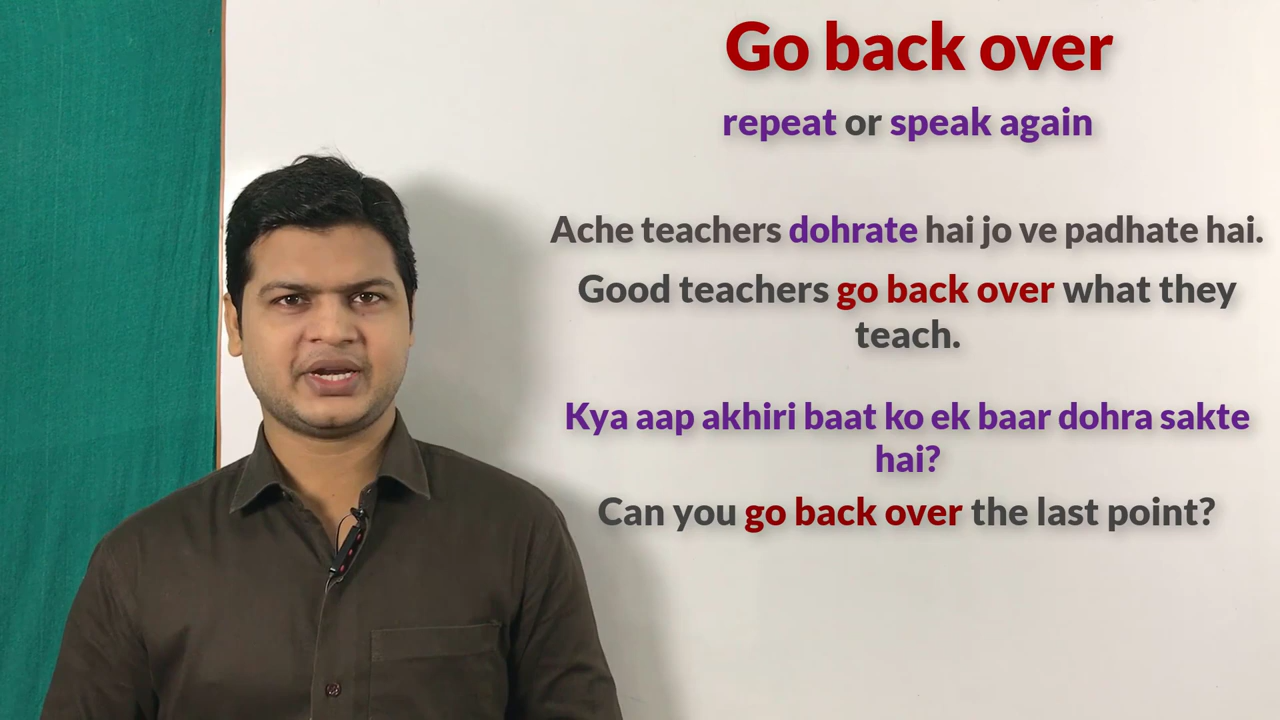 Go back over
repeat or speak again
Ache teachers dohrate hai jo ve padhate hai.
Good teachers go back over what they
teach.
Kya aap akhiri baat ko ek baar dohra sakte
hai?
Can you go back over the last point?